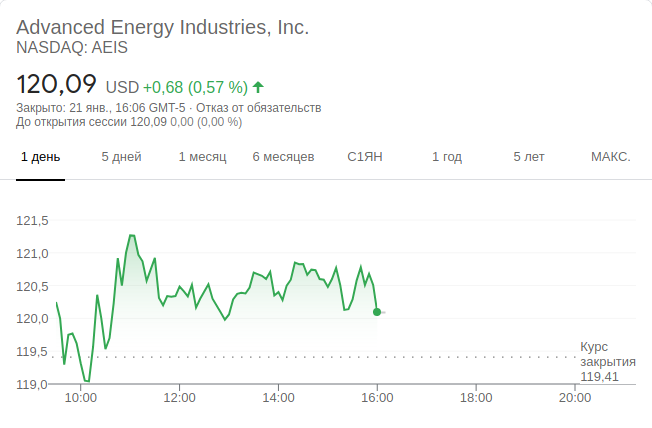 Advanced Energy Industries, Inc.
NASDAQ: AEIS
120,09 USD +0,68 (0,57 %)
Закрыто: 21 янв., 16:06 GMT-5 · Отказ от обязательств
До открытия сессии 120,09 0,00 (0,00 %)
1 день 5 дней 1 месяц 6 месяцев С1ЯН 1 год 5 лет МАКС.
121,5
121,0
120,5
120,0
119,5
119,0
Курс
закрытия
119,41
10:00 12:00 14:00 16:00 18:00 20:00